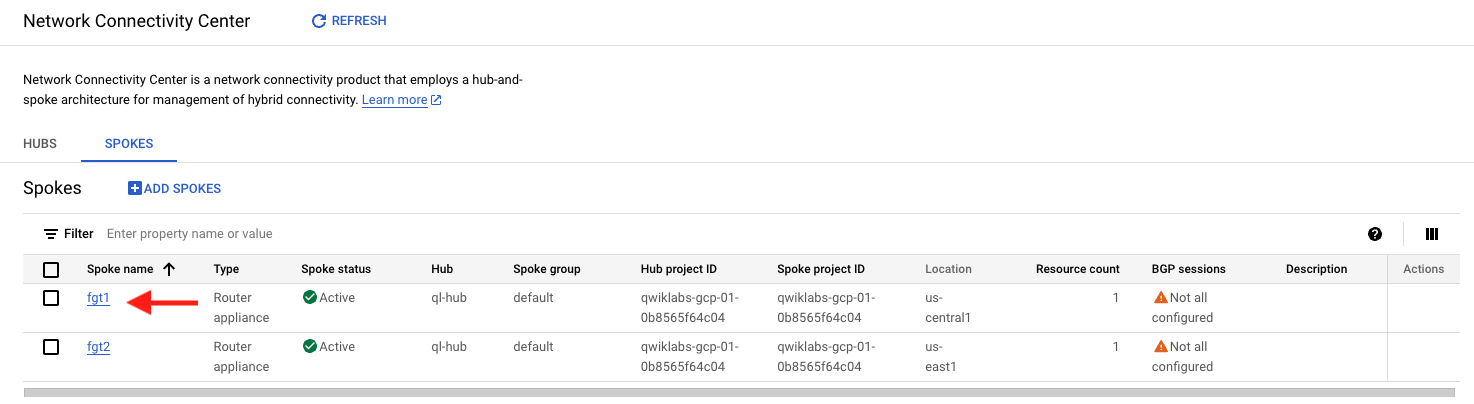 Network Connectivity Center REFRESH
Network Connectivity Center is a network connectivity product that employs a hub-and-
spoke architecture for management of hybrid connectivity. Learn more
HUBS SPOKES
Spokes ADD SPOKES
Filter Enter property name or value
Spoke name Type Spoke status Hub Spoke group Hub project ID Spoke project ID Location Resource count BGP sessions Description Actions
fgt1 Router Active ql-hub default qwiklabs-gcp-01- qwiklabs-gcp-01- us- 1 Not all
appliance 0b8565f64c04 0b8565f64c04 central1 configured
fgt2 Router Active ql-hub default qwiklabs-gcp-01- qwiklabs-gcp-01- us- 1 Not all
appliance 0b8565f64c04 0b8565f64c04 east1 configured